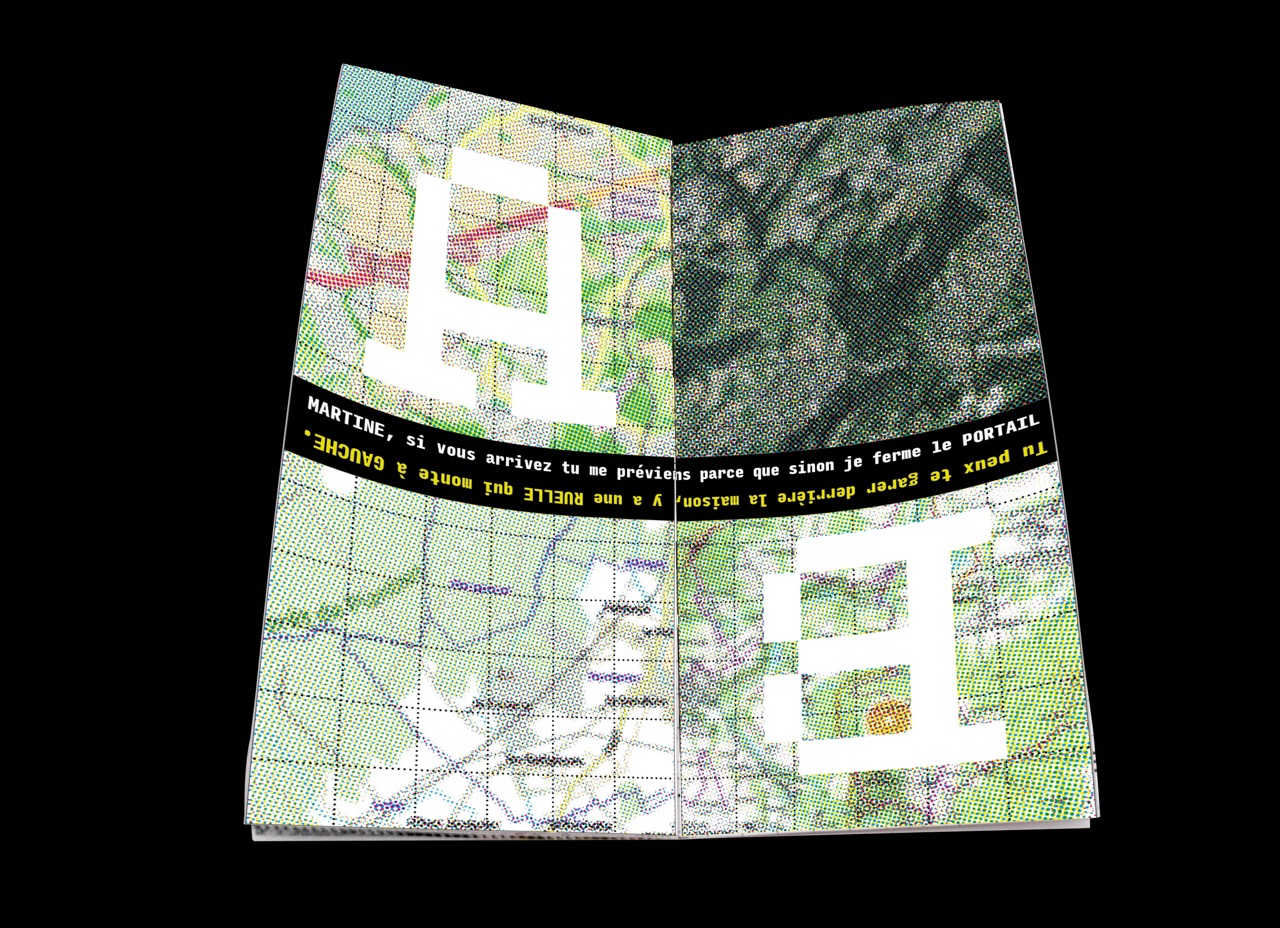 A
MARTINE, si vous arrivez tu me préviens parce que sinon je ferme le PORTAIL
Tu peux te garer derrière la maison, y a une RUELLE qui monte à GAUCHE.
B